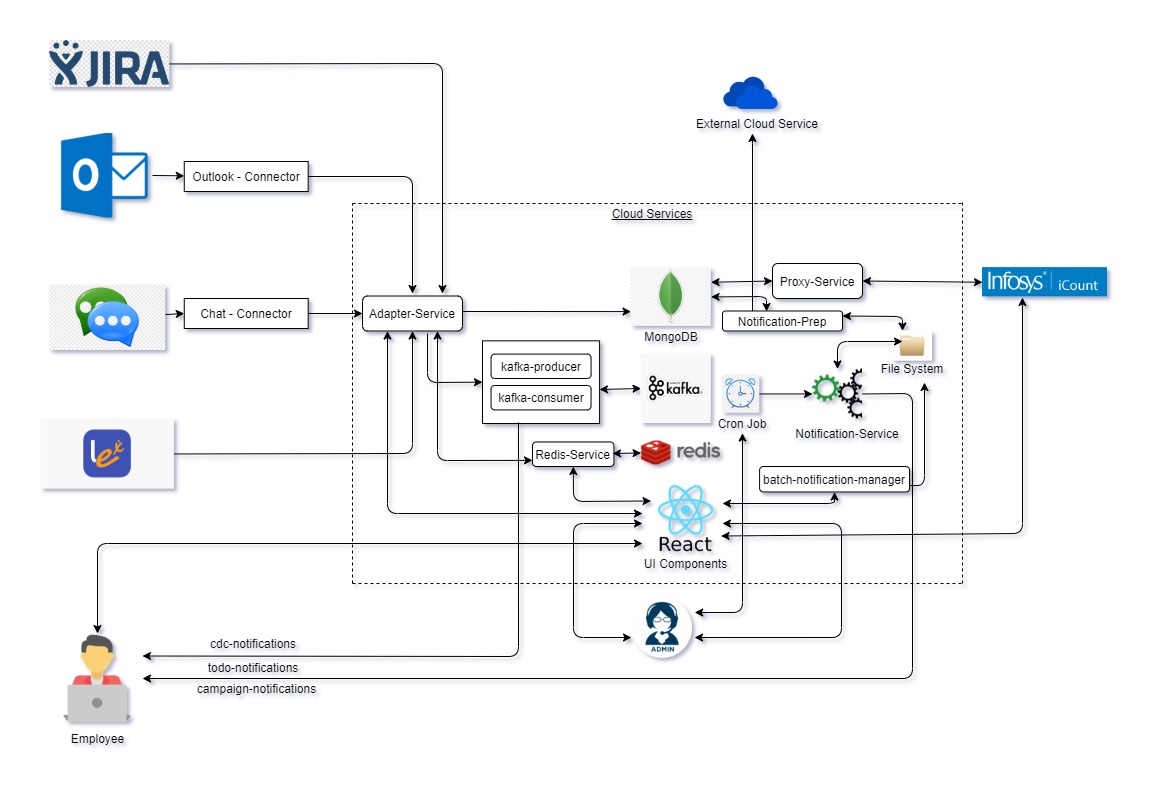 JIRA
External Cloud Service
O
Outlook - Connector
Cloud Services
Infosys® | iCount
Proxy-Service
Chat - Connector
Adapter-Service
Notification-Prep
MongoDB
File System
kafka-producer
kafka-consumer
kafka
Cron Job
Notification-Service
Lex
Redis-Service
redis
batch-notification-manager
React
UI Components
ADMIN
cdc-notifications
todo-notifications
campaign-notifications
Employee